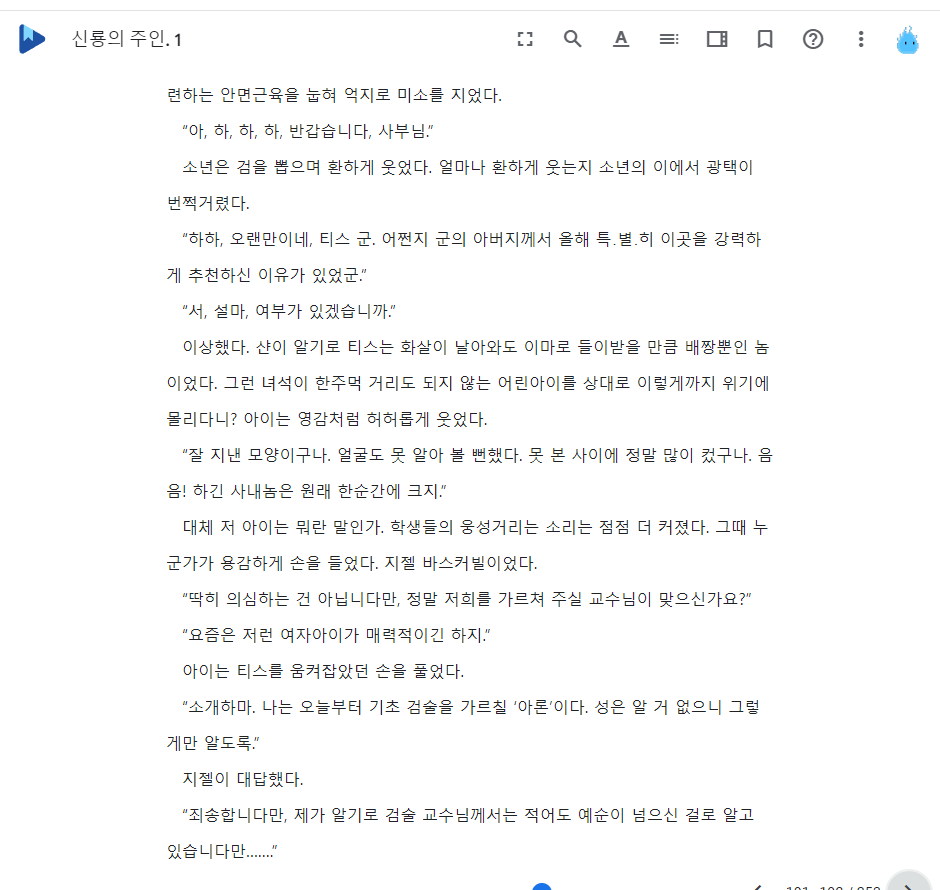 신룡의 주인. 1
련하는 안면근육을 눕혀 억지로 미소를 지었다.
“아, 하, 하, 하, 반갑습니다, 사부님.”
소년은 검을 뽑으며 환하게 웃었다. 얼마나 환하게 웃는지 소년의 이에서 광택이
번쩍거렸다.
“하하, 오랜만이네, 티스 군. 어쩐지 군의 아버지께서 올해 특.별.히 이곳을 강력하
게 추천하신 이유가 있었군.”
“서, 설마, 여부가 있겠습니까.”
이상했다. 샨이 알기로 티스는 화살이 날아와도 이마로 들이받을 만큼 배짱뿐인 놈
이었다. 그런 녀석이 한주먹 거리도 되지 않는 어린아이를 상대로 이렇게까지 위기에
몰리다니? 아이는 영감처럼 허허롭게 웃었다.
“잘 지낸 모양이구나. 얼굴도 못 알아 볼 뻔했다. 못 본 사이에 정말 많이 컸구나. 음
음! 하긴 사내놈은 원래 한순간에 크지.”
대체 저 아이는 뭐란 말인가. 학생들의 웅성거리는 소리는 점점 더 커졌다. 그때 누
군가가 용감하게 손을 들었다. 지젤 바스커빌이었다.
“딱히 의심하는 건 아닙니다만, 정말 저희를 가르쳐 주실 교수님이 맞으신가요?”
“요즘은 저런 여자아이가 매력적이긴 하지.”
아이는 티스를 움켜잡았던 손을 풀었다.
“소개하마. 나는 오늘부터 기초 검술을 가르칠 ‘아론’이다. 성은 알 거 없으니 그렇
게만 알도록.”
지젤이 대답했다.
“죄송합니다만, 제가 알기로 검술 교수님께서는 적어도 예순이 넘으신 걸로 알고
있습니다만…….”